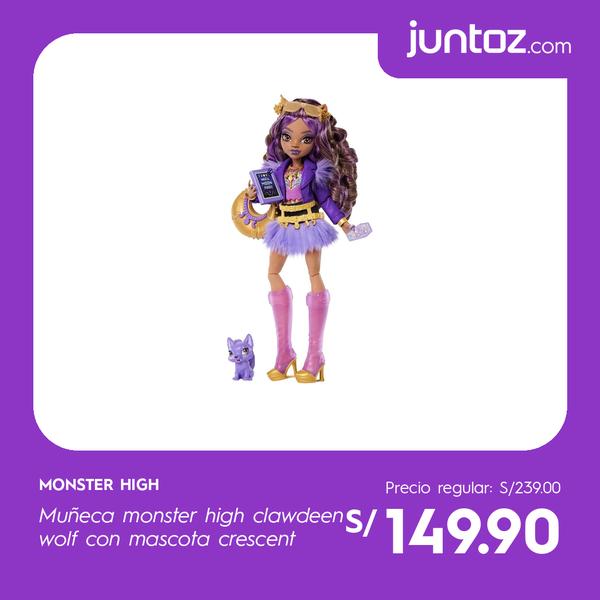 juntoz.com
MONSTER HIGH
Muñeca monster high clawdeen
wolf con mascota crescent
Precio regular: S/239.00
S/149.90